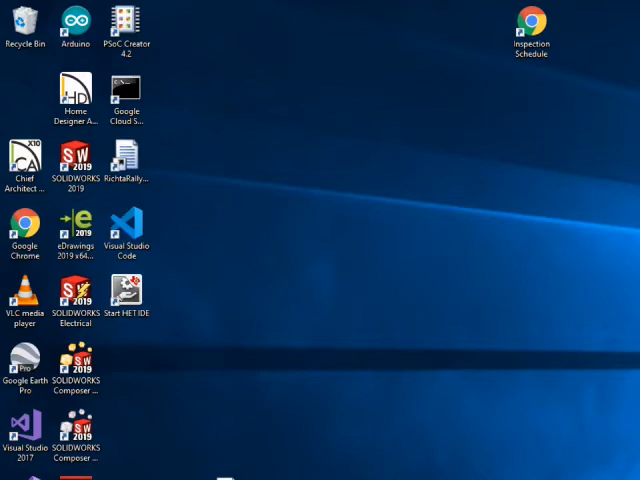 Recycle Bin
Arduino
PSoC Creator
4.2
Inspection
Schedule
HD
Home
Designer A...
Google
Cloud S...
X10
CA
Chief
Architect ...
SW
2019
SOLIDWORKS
2019
RichtaRally...
Google
Chrome
e
2019
eDrawings
2019 x64...
Visual Studio
Code
VLC media
player
SW
2019
SOLIDWORKS
Electrical
Start HET IDE
Pro
Google Earth
Pro
SW
2019
SOLIDWORKS
Composer ...
Visual Studio
2017
SW
2019
SOLIDWORKS
Composer ...